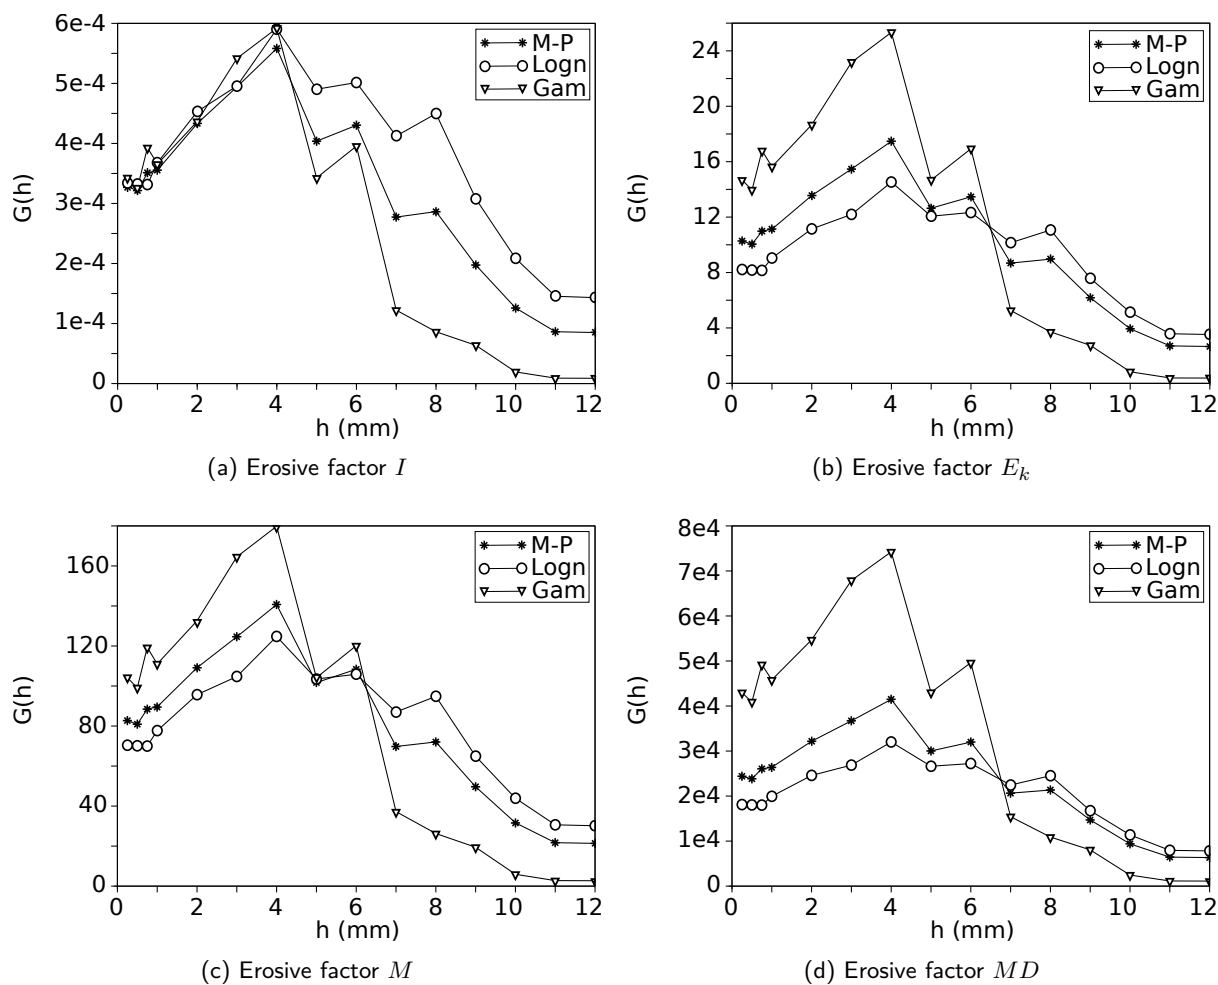 6e-4
5e-4
4e-4
3e-4
2e-4
1e-4
0
G(h)
M-P
Logn
Gam
0 2 4 6 8 10 12
h (mm)
(a) Erosive factor I
24
20
16
12
8
4
0
G(h)
M-P
Logn
Gam
0 2 4 6 8 10 12
h (mm)
(b) Erosive factor E_k
160
120
80
40
0
G(h)
M-P
Logn
Gam
0 2 4 6 8 10 12
h (mm)
(c) Erosive factor M
8e4
7e4
6e4
5e4
4e4
3e4
2e4
1e4
0
G(h)
M-P
Logn
Gam
0 2 4 6 8 10 12
h (mm)
(d) Erosive factor MD